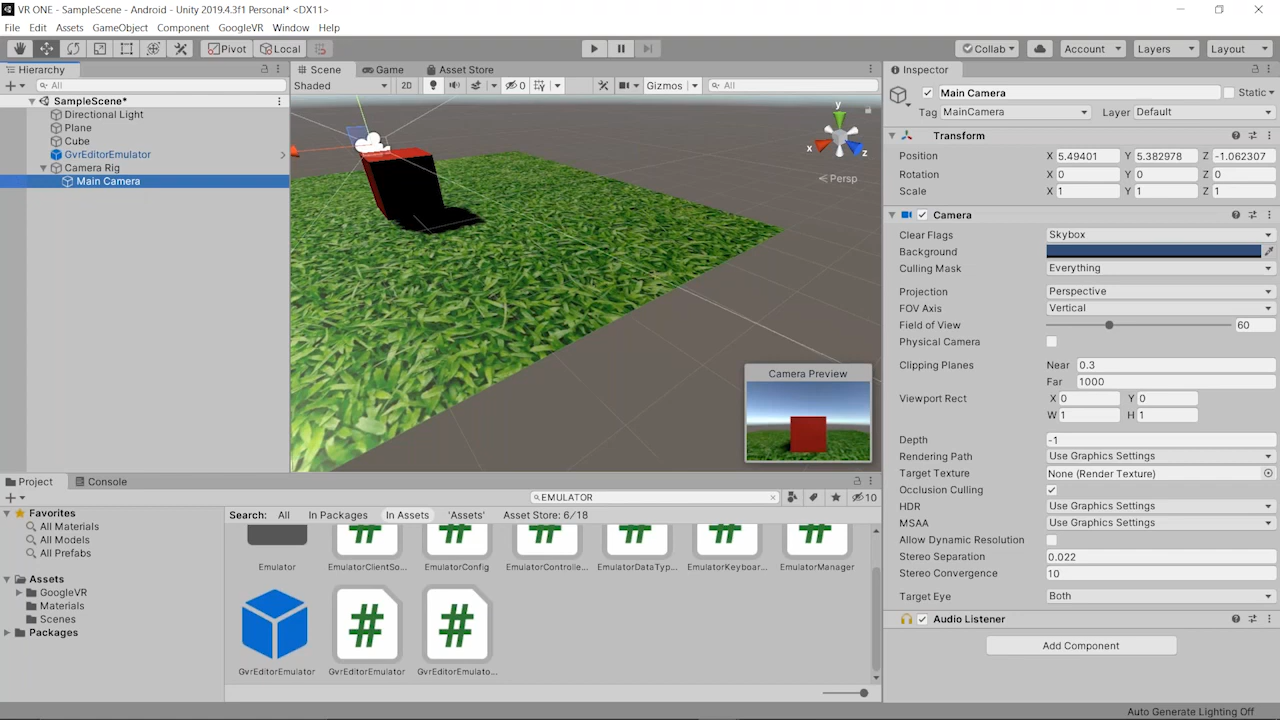 VR ONE - SampleScene - Android - Unity 2019.4.3f1 Personal* <DX11>
File Edit Assets GameObject Component GoogleVR Window Help
Pivot Local Collab Account Layers Layout
Hierarchy
All
SampleScene*
Directional Light
Plane
Cube
GvrEditorEmulator
Camera Rig
Main Camera
Scene Game Asset Store
Shaded 2D 0 Gizmos All
y
x
z
Persp
Camera Preview
Inspector
Main Camera Static
Tag MainCamera Layer Default
Transform
Position X 5.49401 Y 5.382978 Z -1.062307
Rotation X 0 Y 0 Z 0
Scale X 1 Y 1 Z 1
Camera
Clear Flags Skybox
Background
Culling Mask Everything
Projection Perspective
FOV Axis Vertical
Field of View 60
Physical Camera
Clipping Planes Near 0.3
Far 1000
Viewport Rect X 0 Y 0
W 1 H 1
Depth -1
Rendering Path Use Graphics Settings
Target Texture None (Render Texture)
Occlusion Culling
HDR Use Graphics Settings
MSAA Use Graphics Settings
Allow Dynamic Resolution
Stereo Separation 0.022
Stereo Convergence 10
Target Eye Both
Audio Listener
Add Component
Project Console
EMULATOR 10
Favorites
All Materials
All Models
All Prefabs
Assets
GoogleVR
Materials
Scenes
Packages
Search: All In Packages In Assets 'Assets' Asset Store: 6/18
Emulator EmulatorClientSo... EmulatorConfig EmulatorControlle... EmulatorDataTyp... EmulatorKeyboar... EmulatorManager
# # #
GvrEditorEmulator GvrEditorEmulator GvrEditorEmulato...
Auto Generate Lighting Off